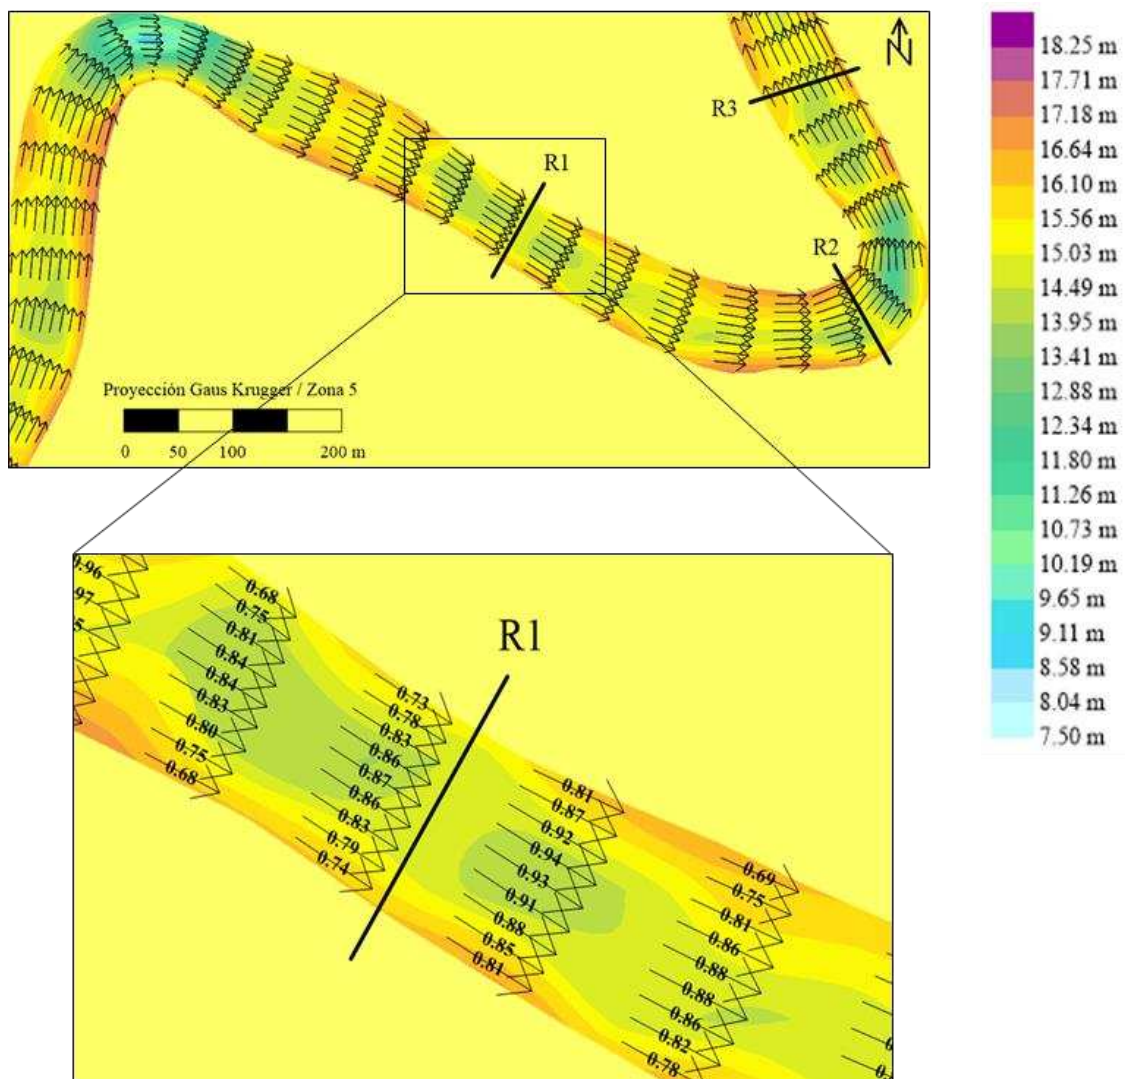 N
R3
R1
R2
Proyección Gaus Krugger / Zona 5
0 50 100 200 m
18.25 m
17.71 m
17.18 m
16.64 m
16.10 m
15.56 m
15.03 m
14.49 m
13.95 m
13.41 m
12.88 m
12.34 m
11.80 m
11.26 m
10.73 m
10.19 m
9.65 m
9.11 m
8.58 m
8.04 m
7.50 m
R1
0.96
.97
5
0.68
0.75
0.81
0.84
0.84
0.83
0.80
0.75
0.68
0.73
0.78
0.83
0.86
0.87
0.86
0.83
0.79
0.74
0.81
0.87
0.92
0.94
0.93
0.91
0.88
0.85
0.81
0.69
0.75
0.81
0.86
0.88
0.88
0.86
0.82
0.78